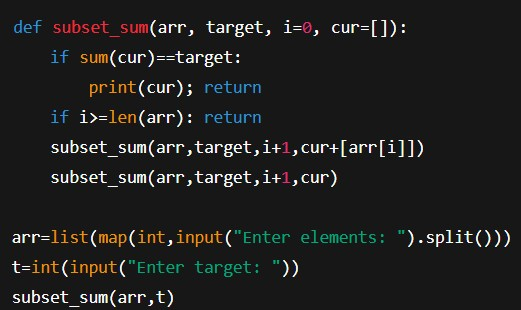 def subset_sum(arr, target, i=0, cur=[]):
    if sum(cur)==target:
        print(cur); return
    if i>=len(arr): return
    subset_sum(arr,target,i+1,cur+[arr[i]])
    subset_sum(arr,target,i+1,cur)

arr=list(map(int,input("Enter elements: ").split()))
t=int(input("Enter target: "))
subset_sum(arr,t)